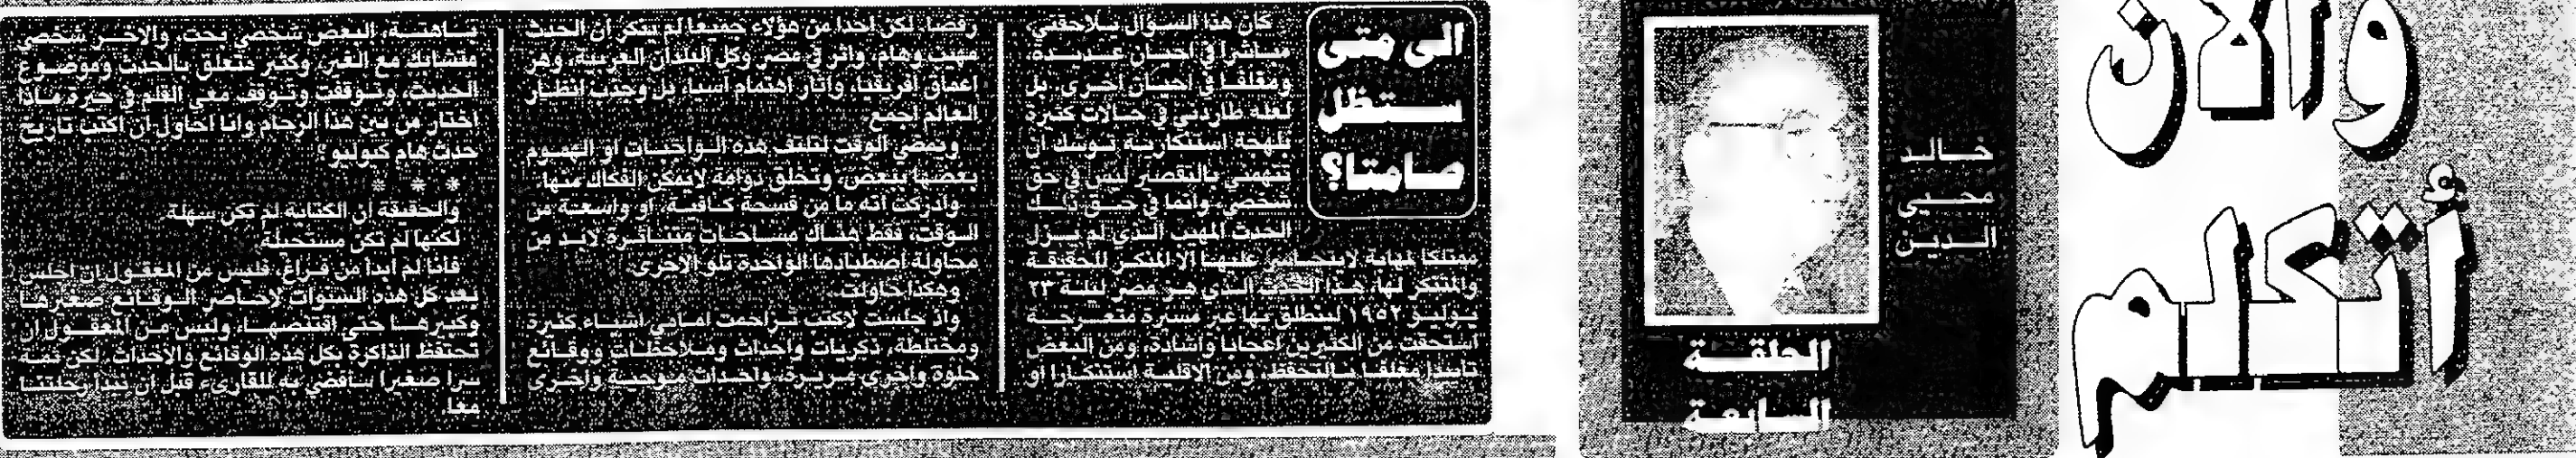 والآن
أتكلم
خالد
محيي
الدين
الحلقة
السابعة
الى متى
ستظل
صامتا؟
كان هذا السؤال يلاحقني
مباشرا في احيان عديدة،
ومغلفا في احيان اخرى بل
لعله طاردني في حالات كثيرة
بلهجة استنكارية توشك ان
تتهمني بالتقصير ليس في حق
شخصي، وانما في حق ذلك
الحدث المهيب الذي لم يزل
ممتلكا لمهابة لا يتجاسر عليها الا المنكر للحقيقة
والمتنكر لها، هذا الحدث الذي هز مصر ليلة ٢٣
يوليو ١٩٥٢ لينطلق بها عبر مسيرة متعرجة
استحقت من الكثيرين اعجابا واشادة، ومن البعض
تأييدا مغلفا بالتحفظ، ومن الاقلية استنكارا او
رفضا. لكن احدا من هؤلاء جميعا لم ينكر ان الحدث
مهيب وهام، واثر في مصر وكل البلدان العربية، وهز
اعماق افريقيا، واثار اهتمام اسيا، بل وجذب انظار
العالم اجمع.
ويمضي الوقت لتلتف هذه الواجبات او الهموم
بعضها ببعض، وتخلق دوامة لايمكن الفكاك منها.
وادركت انه ما من فسحة كافية، او واسعة من
الوقت، فقط هناك مساحات متناثرة لابد من
محاولة اصطيادها الواحدة تلو الاخرى.
وهكذا حاولت.
واذ جلست لاكتب تزاحمت امامي اشياء كثيرة
ومختلطة، ذكريات واحداث وملاحظات ووقائع
حلوة واخرى مريرة، واحداث موحية واخرى
تافهة، البعض شخصي بحت، والآخر شخصي
متشابك مع الغير، وكثير متعلق بالحدث وموضوع
الحديث، وتوقفت وتوقف معي القلم في حيرة، ماذا
اختار من بين هذا الزحام وانا احاول ان اكتب تاريخ
حدث هام كيوليو؟
* * *
والحقيقة ان الكتابة لم تكن سهلة
لكنها لم تكن مستحيلة
فانا لم ابدأ من فراغ، فليس من المعقول ان اجلس
بعد كل هذه السنوات لاحاصر الوقائع صغيرها
وكبيرها حتى اقتنصها، وليس من المعقول ان
تحتفظ الذاكرة بكل هذه الوقائع والاحداث. لكن ثمة
سرا صغيرا سأفضي به للقارىء قبل ان نبدأ رحلتنا
معا.